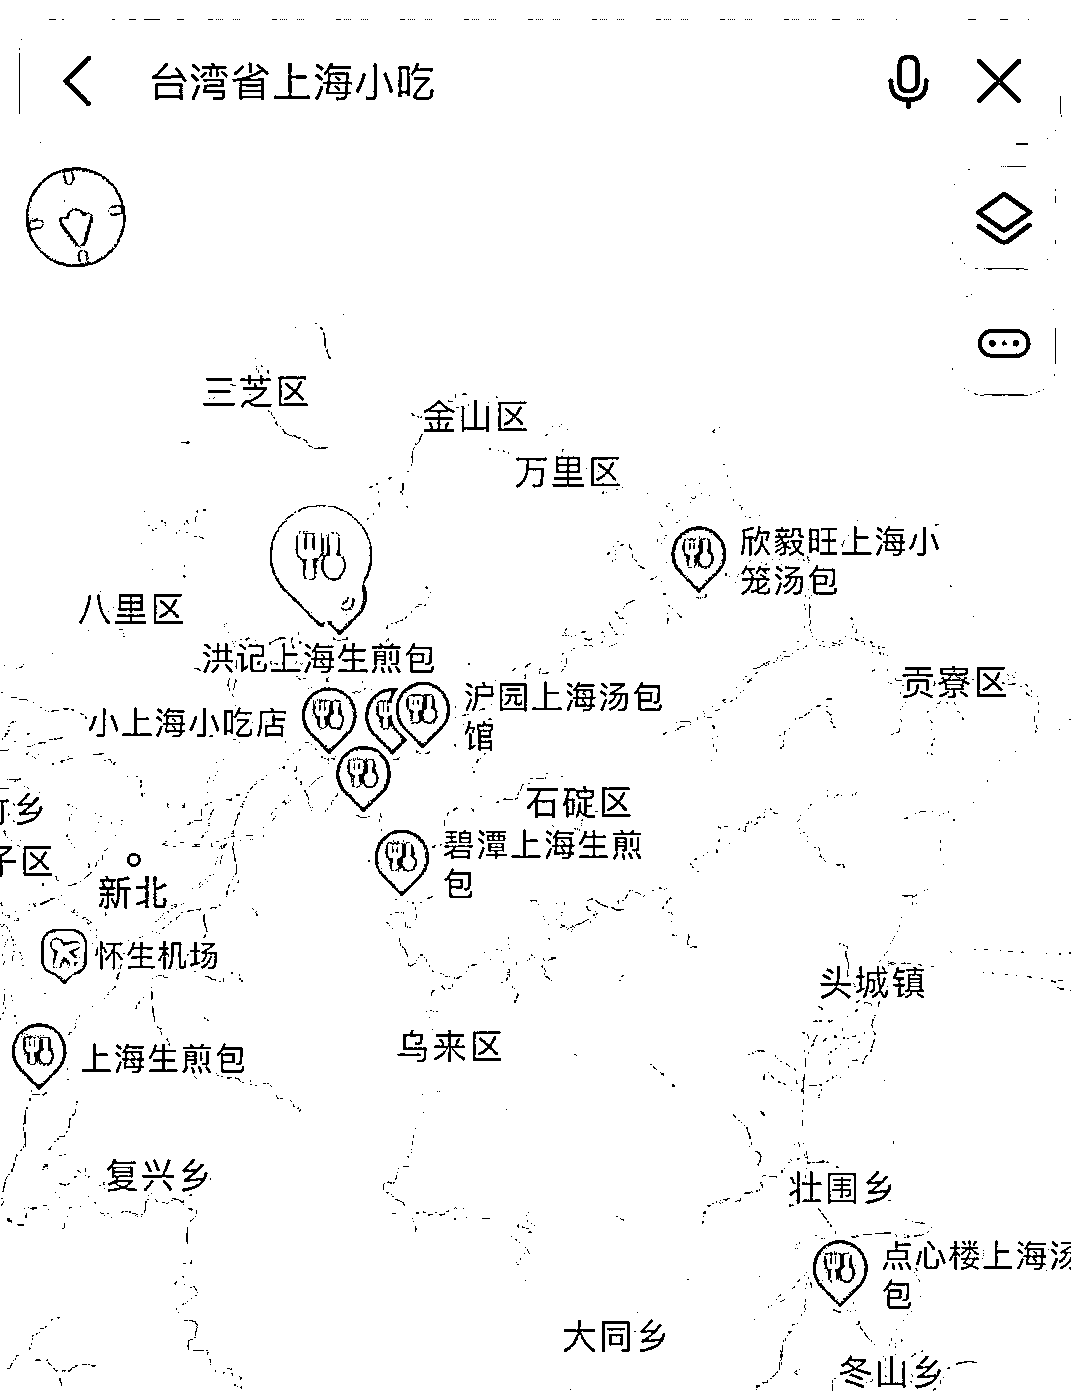 台湾省上海小吃
三芝区
金山区
万里区
欣毅旺上海小
笼汤包
八里区
洪记上海生煎包
贡寮区
沪园上海汤包
馆
小上海小吃店
石碇区
乡
碧潭上海生煎
包
子区
新北
怀生机场
头城镇
乌来区
上海生煎包
复兴乡
壮围乡
点心楼上海汤
包
大同乡
冬山乡